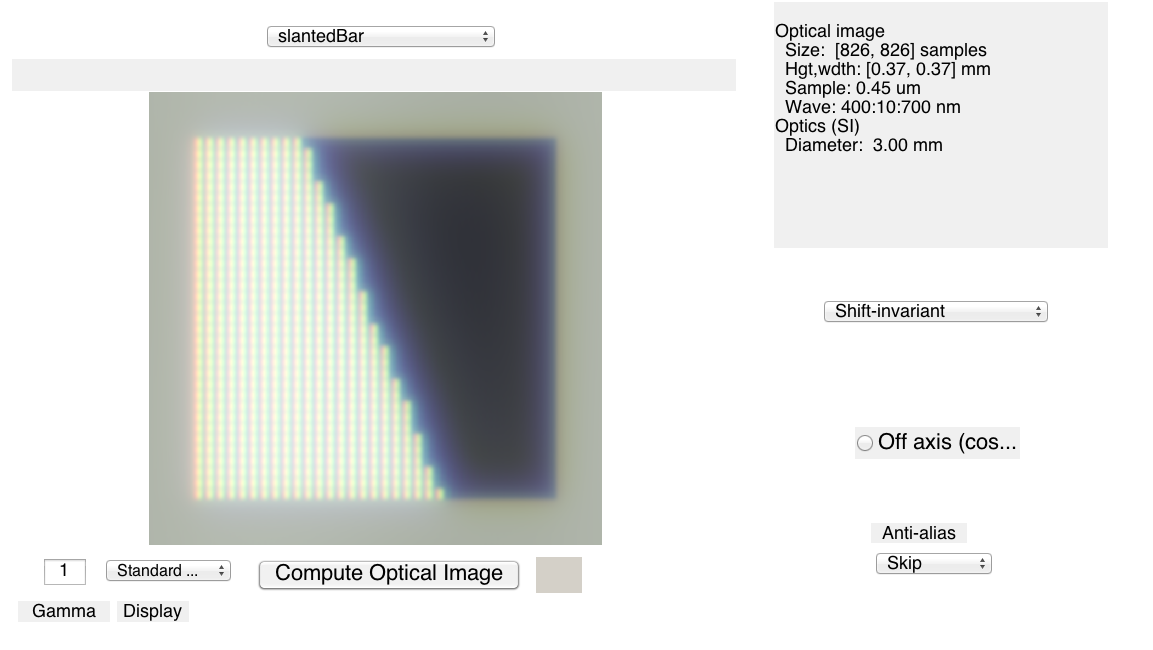 slantedBar
Optical image
Size:  [826, 826] samples
Hgt,wdth: [0.37, 0.37] mm
Sample: 0.45 um
Wave: 400:10:700 nm
Optics (SI)
Diameter:  3.00 mm
Shift-invariant
Off axis (cos...
Anti-alias
Skip
1
Standard ...
Compute Optical Image
Gamma
Display